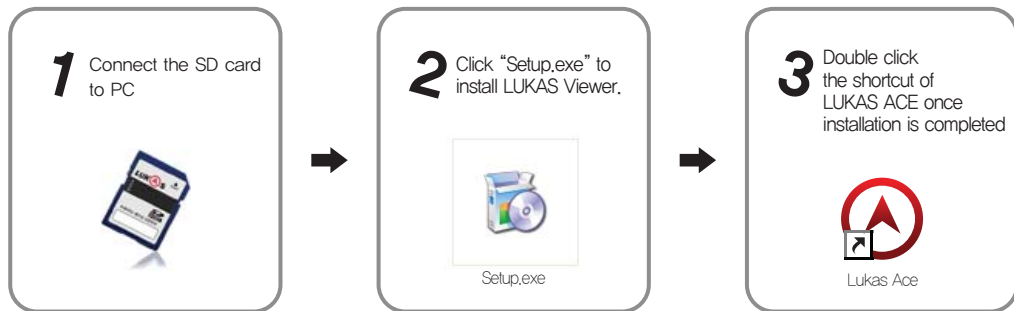 1
Connect the SD card
to PC
LUKAS
2
Click “Setup.exe” to
install LUKAS Viewer.
Setup.exe
3
Double click
the shortcut of
LUKAS ACE once
installation is completed
Lukas Ace